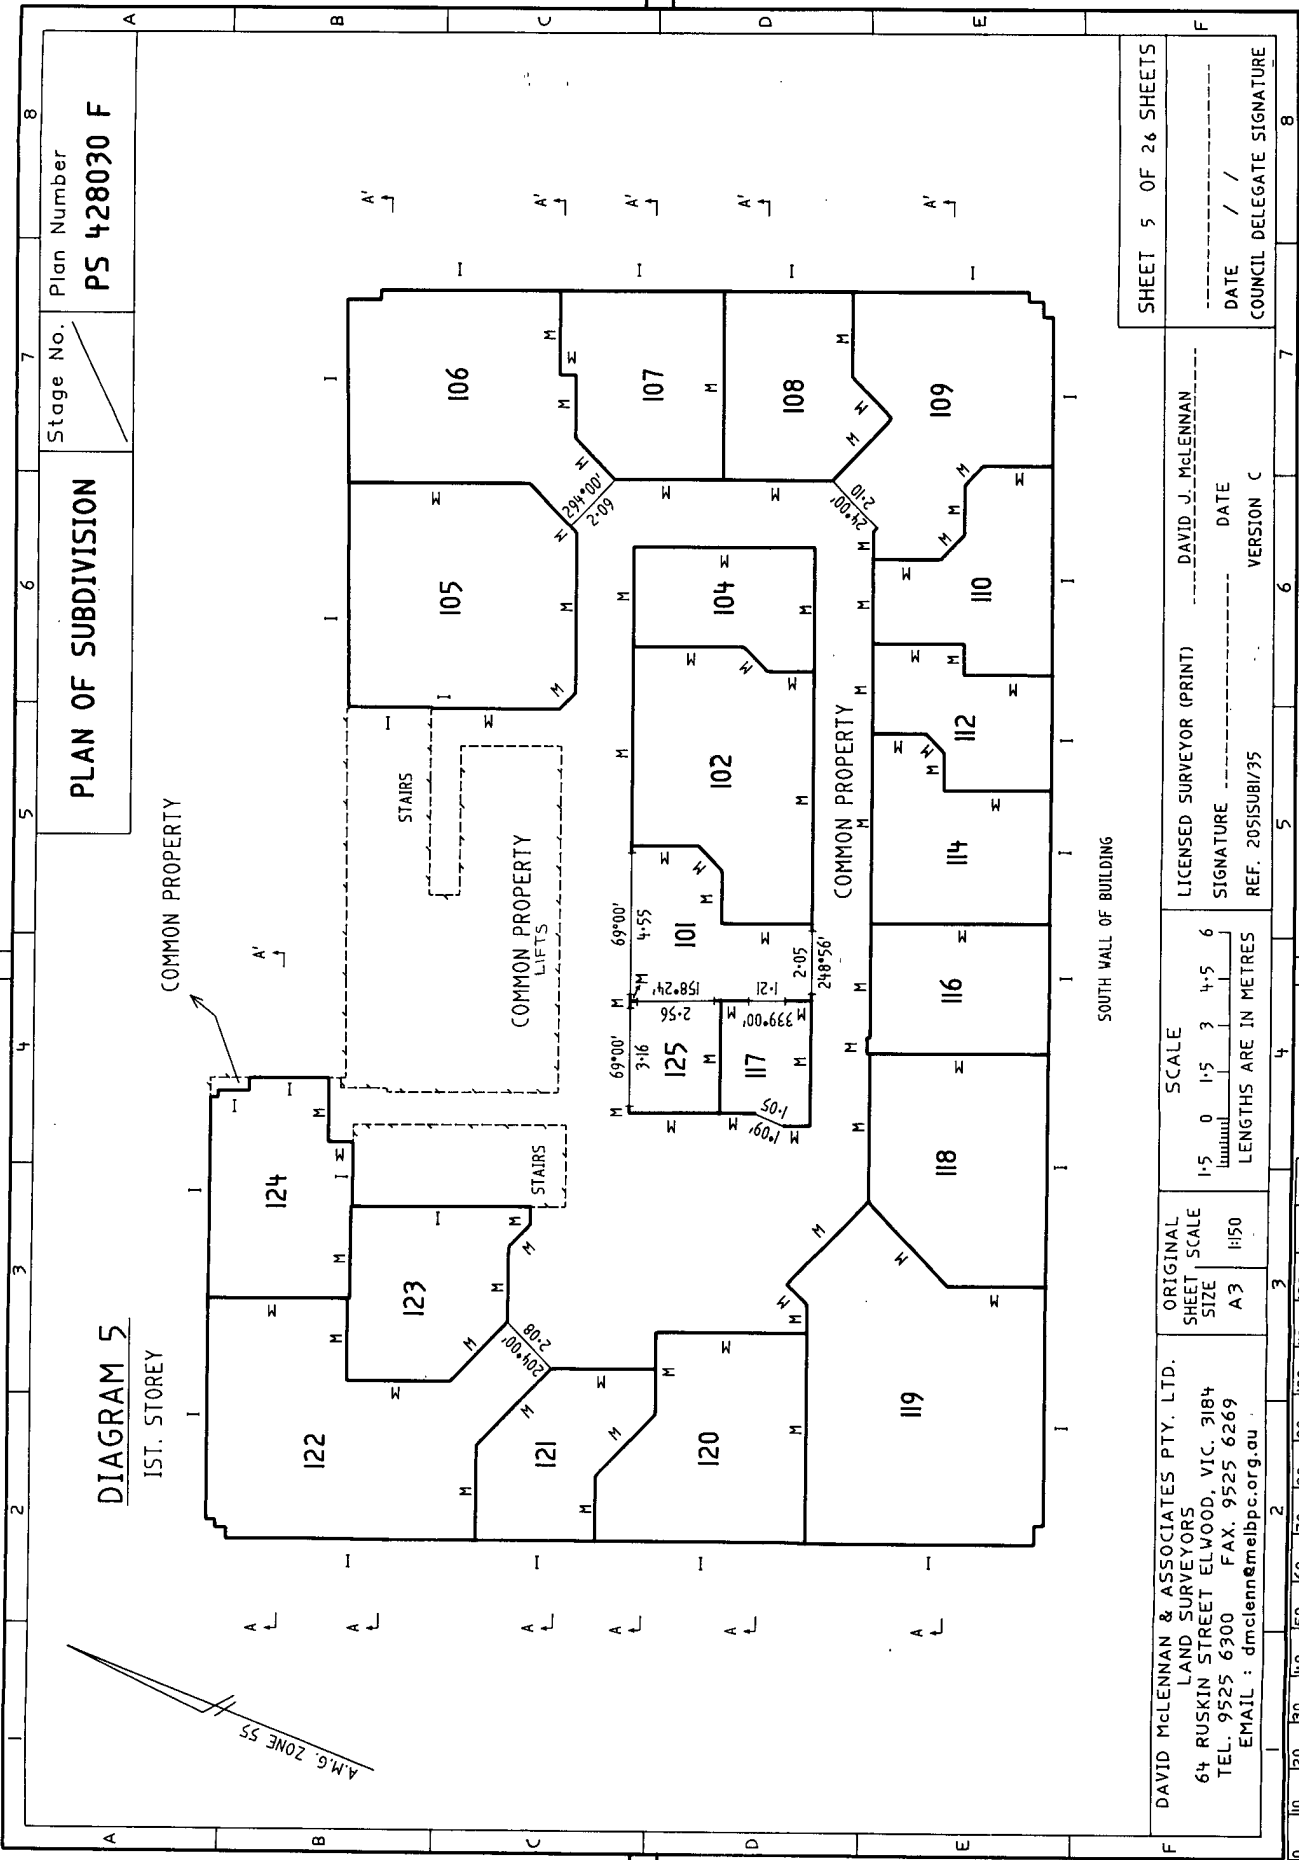 PLAN OF SUBDIVISION
Stage No.
Plan Number
PS 428030 F
DIAGRAM 5
1ST. STOREY
COMMON PROPERTY
A.M.G. ZONE 55
124
122
123
121
120
119
118
204°00'
2·08
STAIRS
STAIRS
COMMON PROPERTY
LIFTS
105
106
107
108
109
294°00'
2·09
24°00'
2·10
69°00'
3·16
69°00'
4·55
125
2·56
158°24'
101
102
104
117
1·05
1°09'
339°00'
1·21
2·05
248°56'
COMMON PROPERTY
116
114
112
110
SOUTH WALL OF BUILDING
DAVID McLENNAN & ASSOCIATES PTY. LTD.
LAND SURVEYORS
64 RUSKIN STREET ELWOOD, VIC. 3184
TEL. 9525 6300 FAX. 9525 6269
EMAIL : dmclenn@melbpc.org.au
ORIGINAL
SHEET SIZE
A3
SCALE
1:150
SCALE
1·5 0 1·5 3 4·5 6
LENGTHS ARE IN METRES
LICENSED SURVEYOR (PRINT) DAVID J. McLENNAN
SIGNATURE DATE
REF. 2051SUB1/35 VERSION C
SHEET 5 OF 26 SHEETS
DATE / /
COUNCIL DELEGATE SIGNATURE